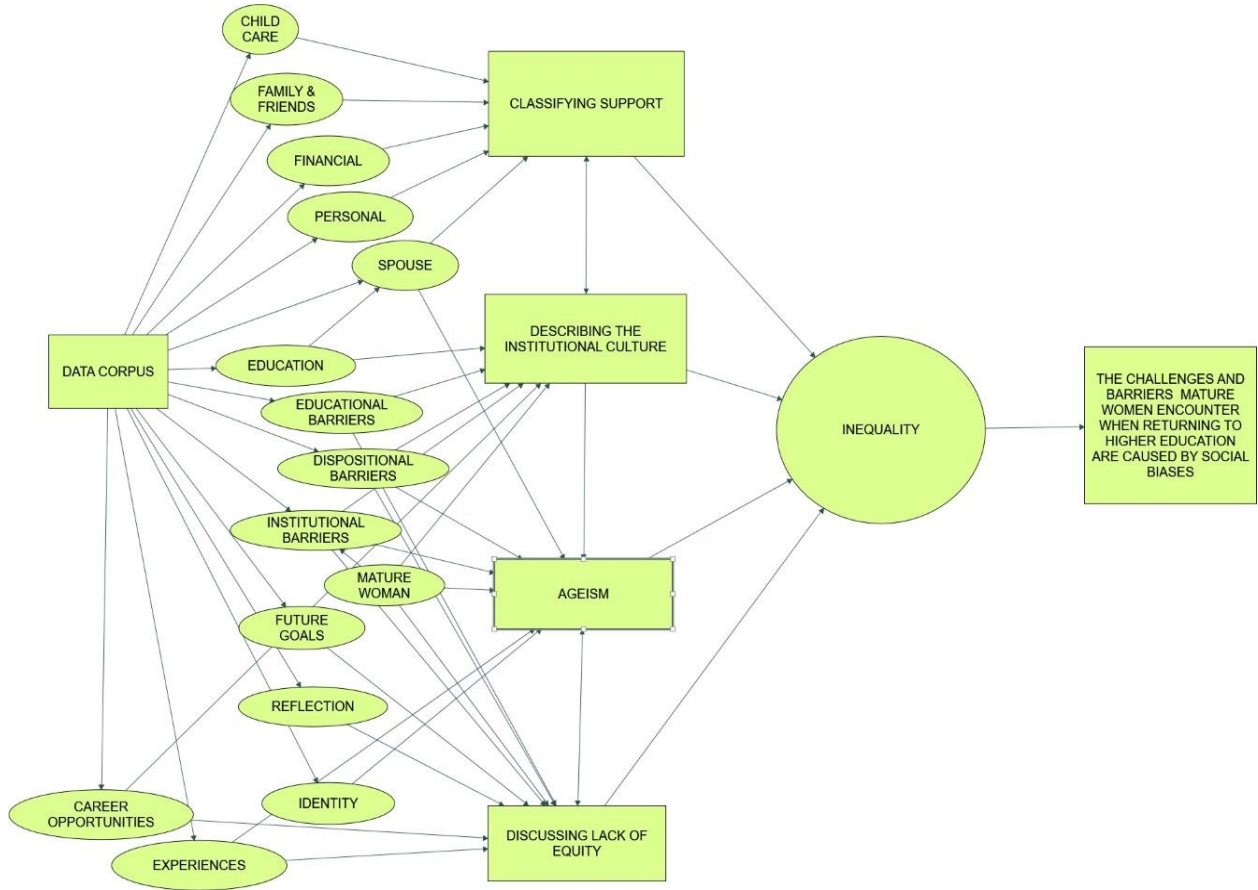 CHILD
CARE
FAMILY &
FRIENDS
FINANCIAL
PERSONAL
SPOUSE
EDUCATION
EDUCATIONAL
BARRIERS
DISPOSITIONAL
BARRIERS
INSTITUTIONAL
BARRIERS
MATURE
WOMAN
FUTURE
GOALS
REFLECTION
IDENTITY
CAREER
OPPORTUNITIES
EXPERIENCES
DATA CORPUS
CLASSIFYING SUPPORT
DESCRIBING THE
INSTITUTIONAL CULTURE
AGEISM
DISCUSSING LACK OF
EQUITY
INEQUALITY
THE CHALLENGES AND
BARRIERS MATURE
WOMEN ENCOUNTER
WHEN RETURNING TO
HIGHER EDUCATION
ARE CAUSED BY SOCIAL
BIASES